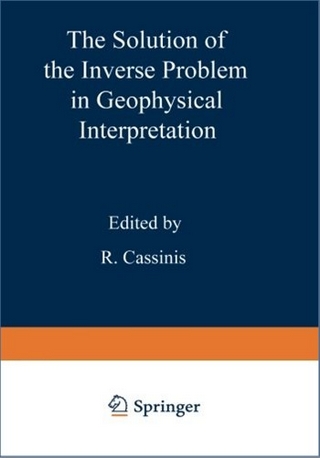 The Solution of
the Inverse Problem
in Geophysical
Interpretation
Edited by
R. Cassinis
Springer